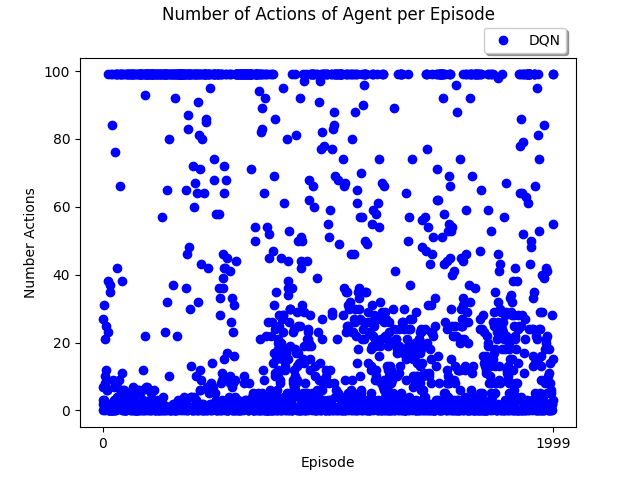 Number of Actions of Agent per Episode
DQN
Number Actions
100
80
60
40
20
0
0
1999
Episode